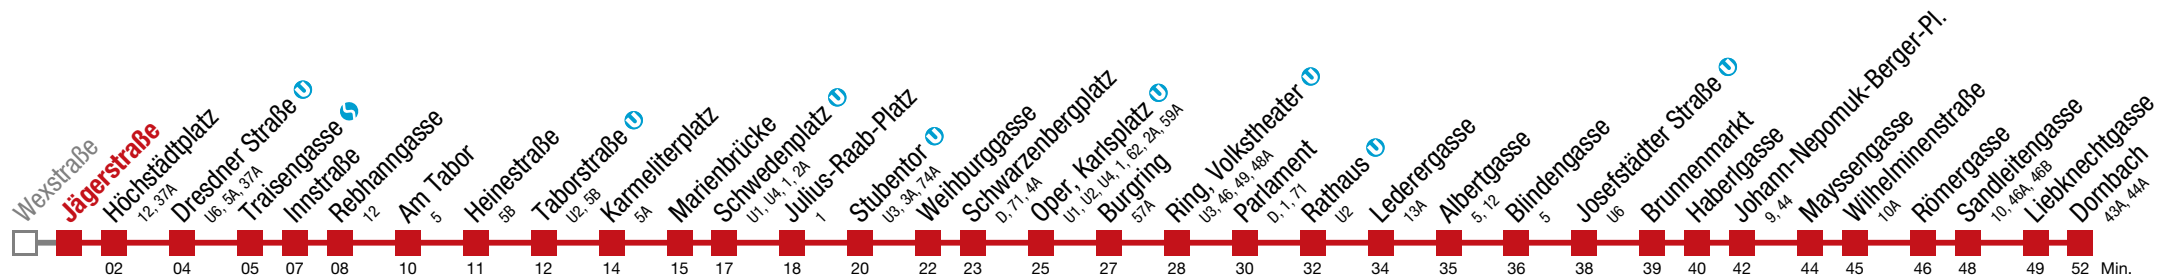 Wexstraße
Jägerstraße
Höchstädtplatz
12, 37A
Dresdner Straße U
U6, 5A, 37A
Traisengasse S
Innstraße
Rebhanngasse
12
Am Tabor
5
Heinestraße
5B
Taborstraße U
U2, 5B
Karmeliterplatz
5A
Marienbrücke
Schwedenplatz U
U1, U4, 1, 2A
Julius-Raab-Platz
1
Stubentor U
U3, 3A, 74A
Weihburggasse
Schwarzenbergplatz
D, 71, 4A
Oper, Karlsplatz U
U1, U2, U4, 1, 62, 2A, 59A
Burgring
57A
Ring, Volkstheater U
U3, 46, 49, 48A
Parlament
D, 1, 71
Rathaus U
U2
Lederergasse
13A
Albertgasse
5, 12
Blindengasse
5
Josefstädter Straße U
U6
Brunnenmarkt
Haberlgasse
Johann-Nepomuk-Berger-Pl.
9, 44
Mayssengasse
Wilhelminenstraße
10A
Römergasse
Sandleitengasse
10, 46A, 46B
Liebknechtgasse
Dornbach
43A, 44A
02 04 05 07 08 10 11 12 14 15 17 18 20 22 23 25 27 28 30 32 34 35 36 38 39 40 42 44 45 46 48 49 52 Min.